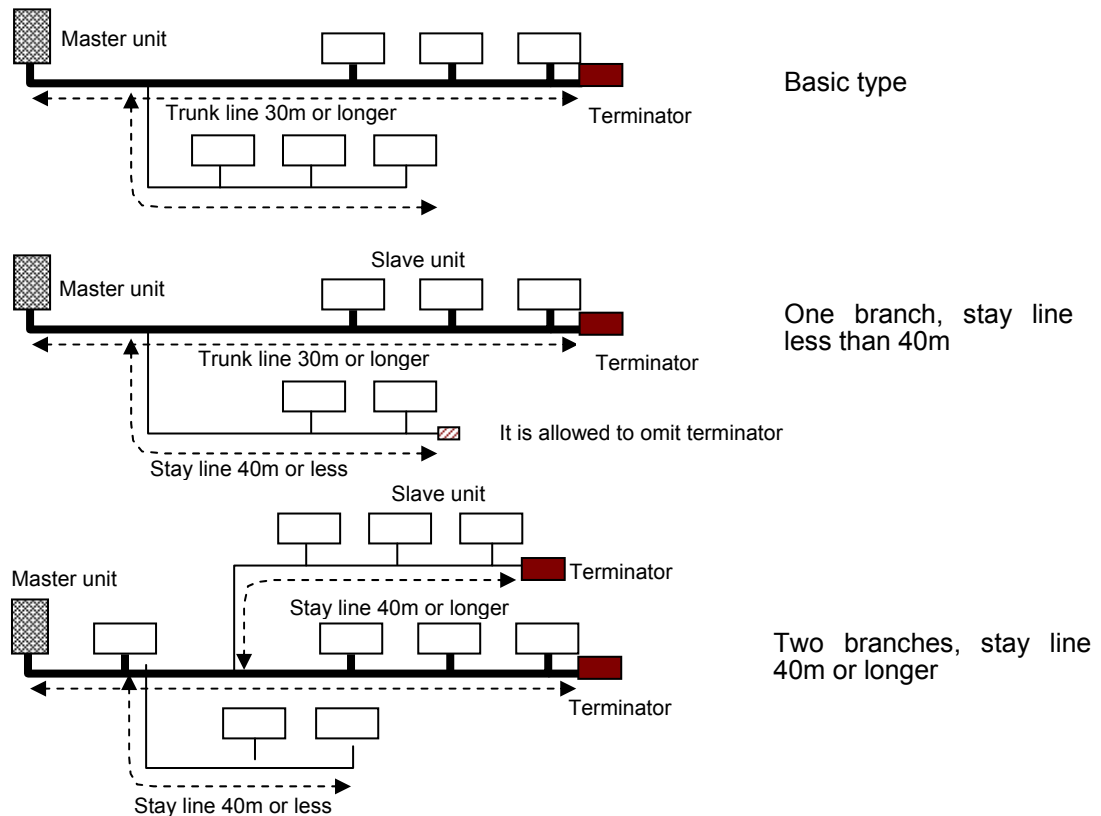 Master unit
Basic type
Trunk line 30m or longer
Terminator
Slave unit
Master unit
One branch, stay line
less than 40m
Trunk line 30m or longer
Terminator
It is allowed to omit terminator
Stay line 40m or less
Slave unit
Terminator
Master unit
Stay line 40m or longer
Two branches, stay line
40m or longer
Terminator
Stay line 40m or less